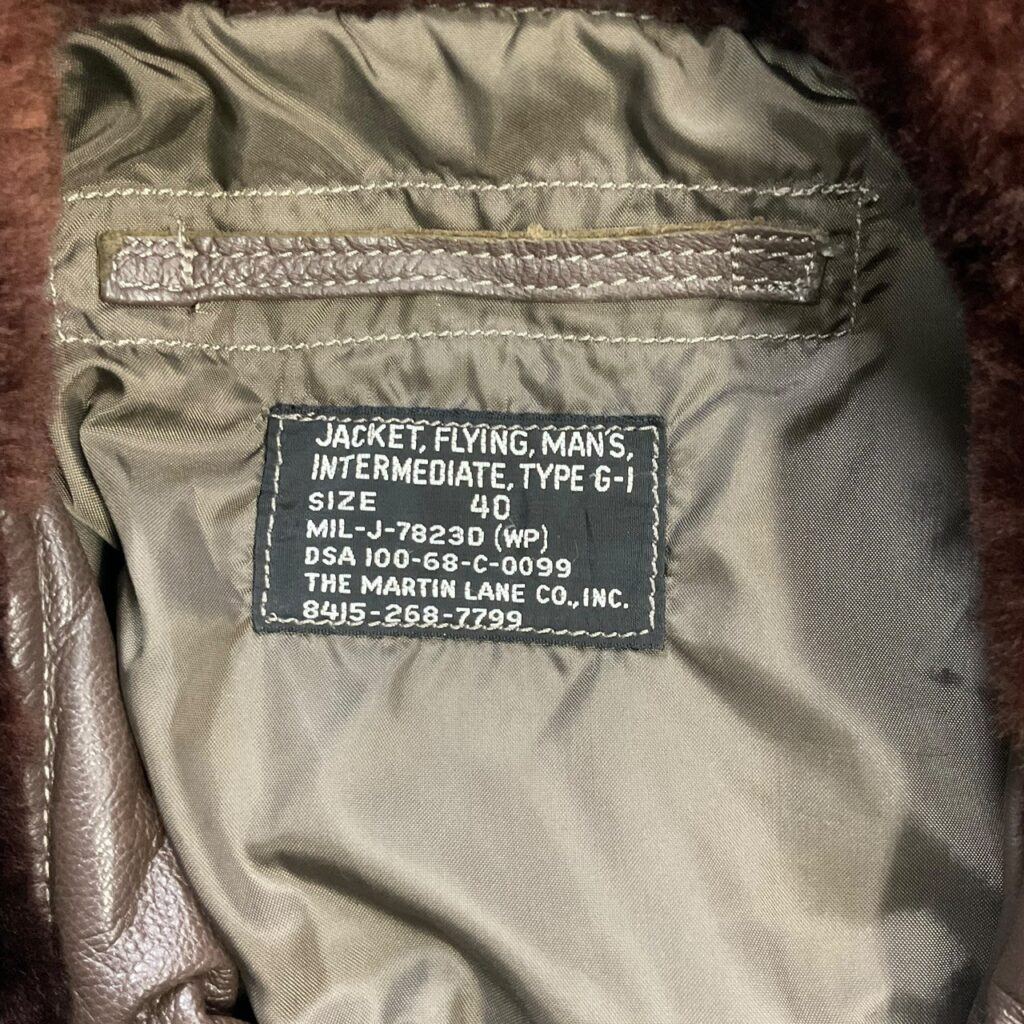 JACKET, FLYING, MAN'S,
INTERMEDIATE, TYPE G-1
SIZE 40
MIL-J-7823D (WP)
DSA 100-68-C-0099
THE MARTIN LANE CO., INC.
8415-268-7799